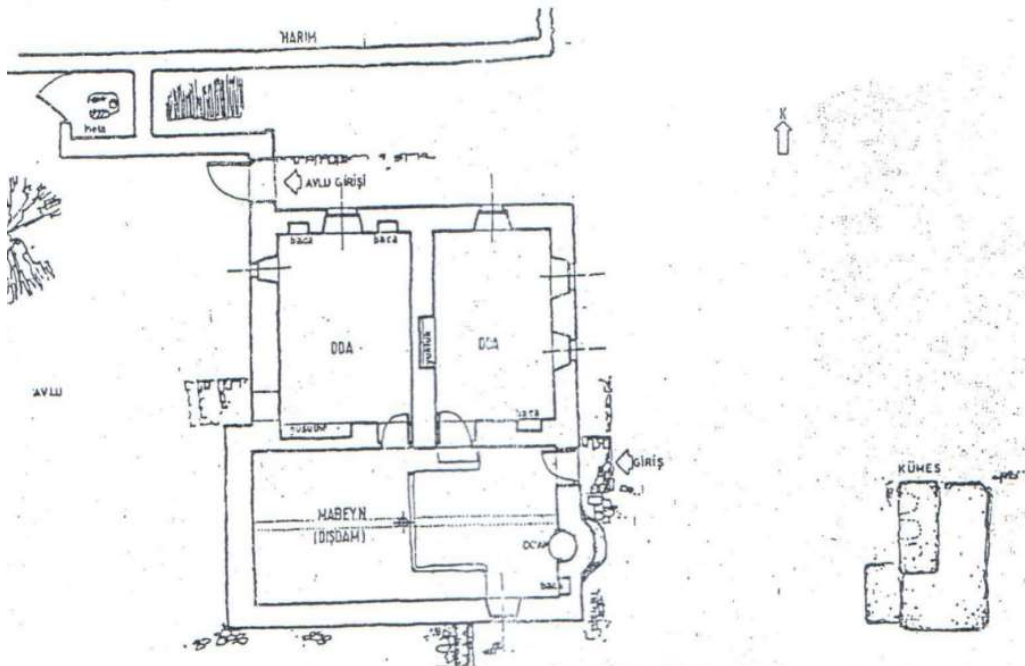 HARIM
hela
K
AVLU GİRİŞİ
baca
baca
ODA
yüklük
ODA
AVLU
baca
GİRİŞ
KÜMES
MABEYN
(DIŞDAM)
OCAK
baca